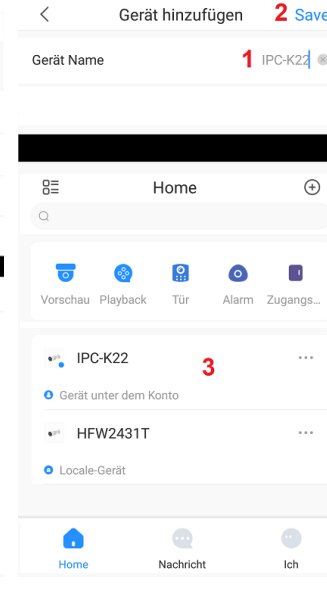 Gerät hinzufügen 2 Save
Gerät Name 1 IPC-K22
Home
Vorschau Playback Tür Alarm Zugangs...
IPC-K22
3
Gerät unter dem Konto
HFW2431T
Locale-Gerät
Home Nachricht Ich